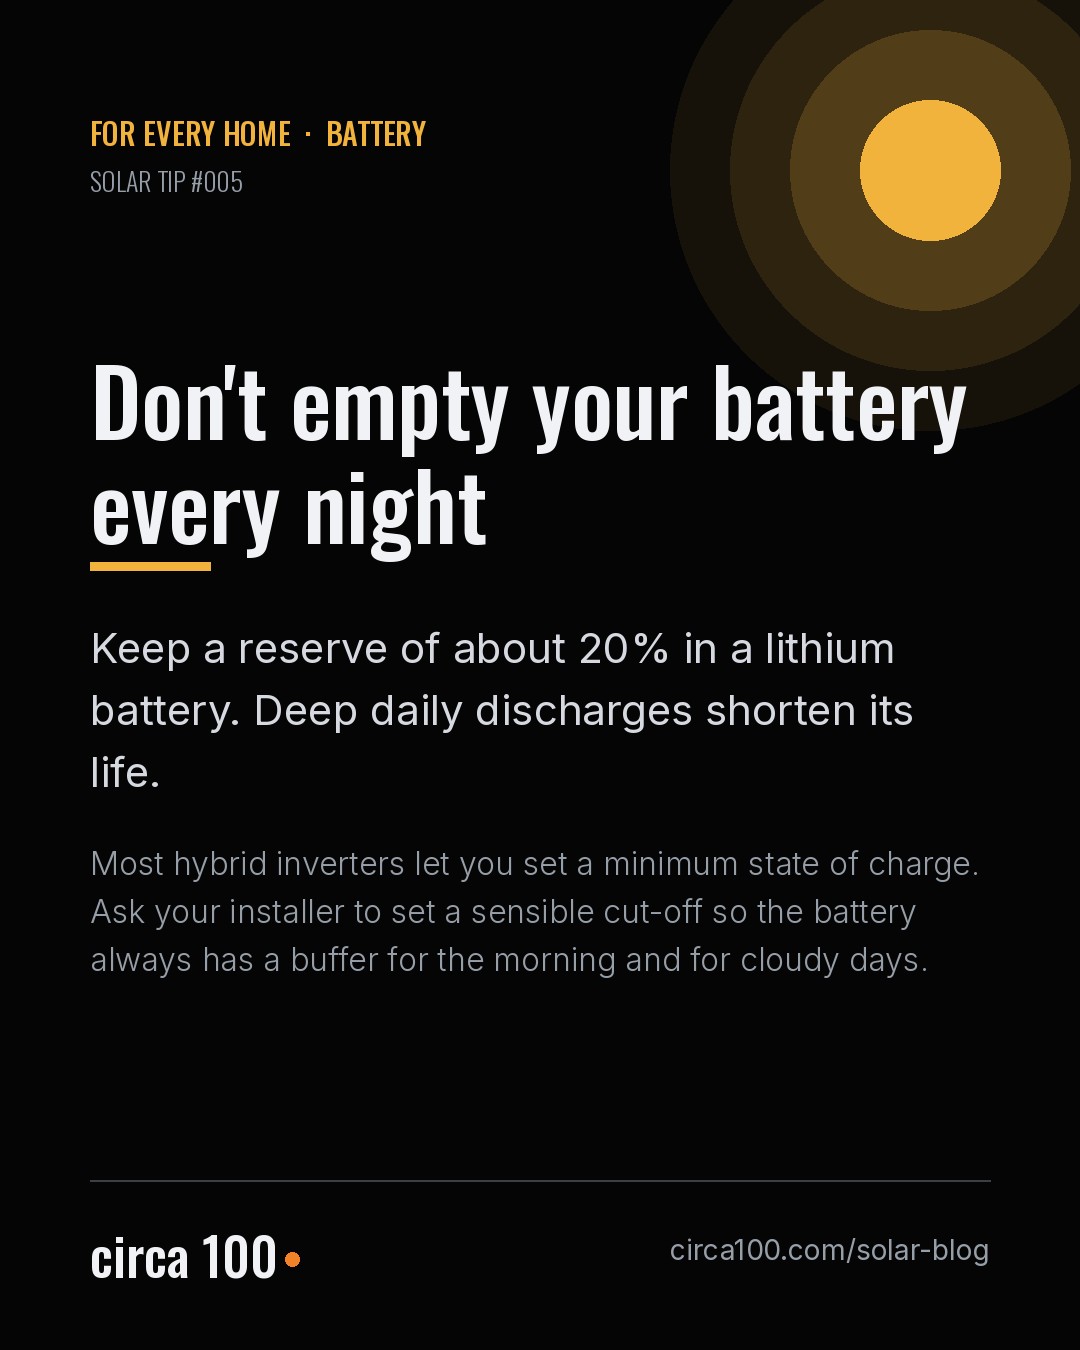 FOR EVERY HOME · BATTERY
SOLAR TIP #005
Don't empty your battery
every night
Keep a reserve of about 20% in a lithium
battery. Deep daily discharges shorten its
life.
Most hybrid inverters let you set a minimum state of charge.
Ask your installer to set a sensible cut-off so the battery
always has a buffer for the morning and for cloudy days.
circa 100
circa100.com/solar-blog